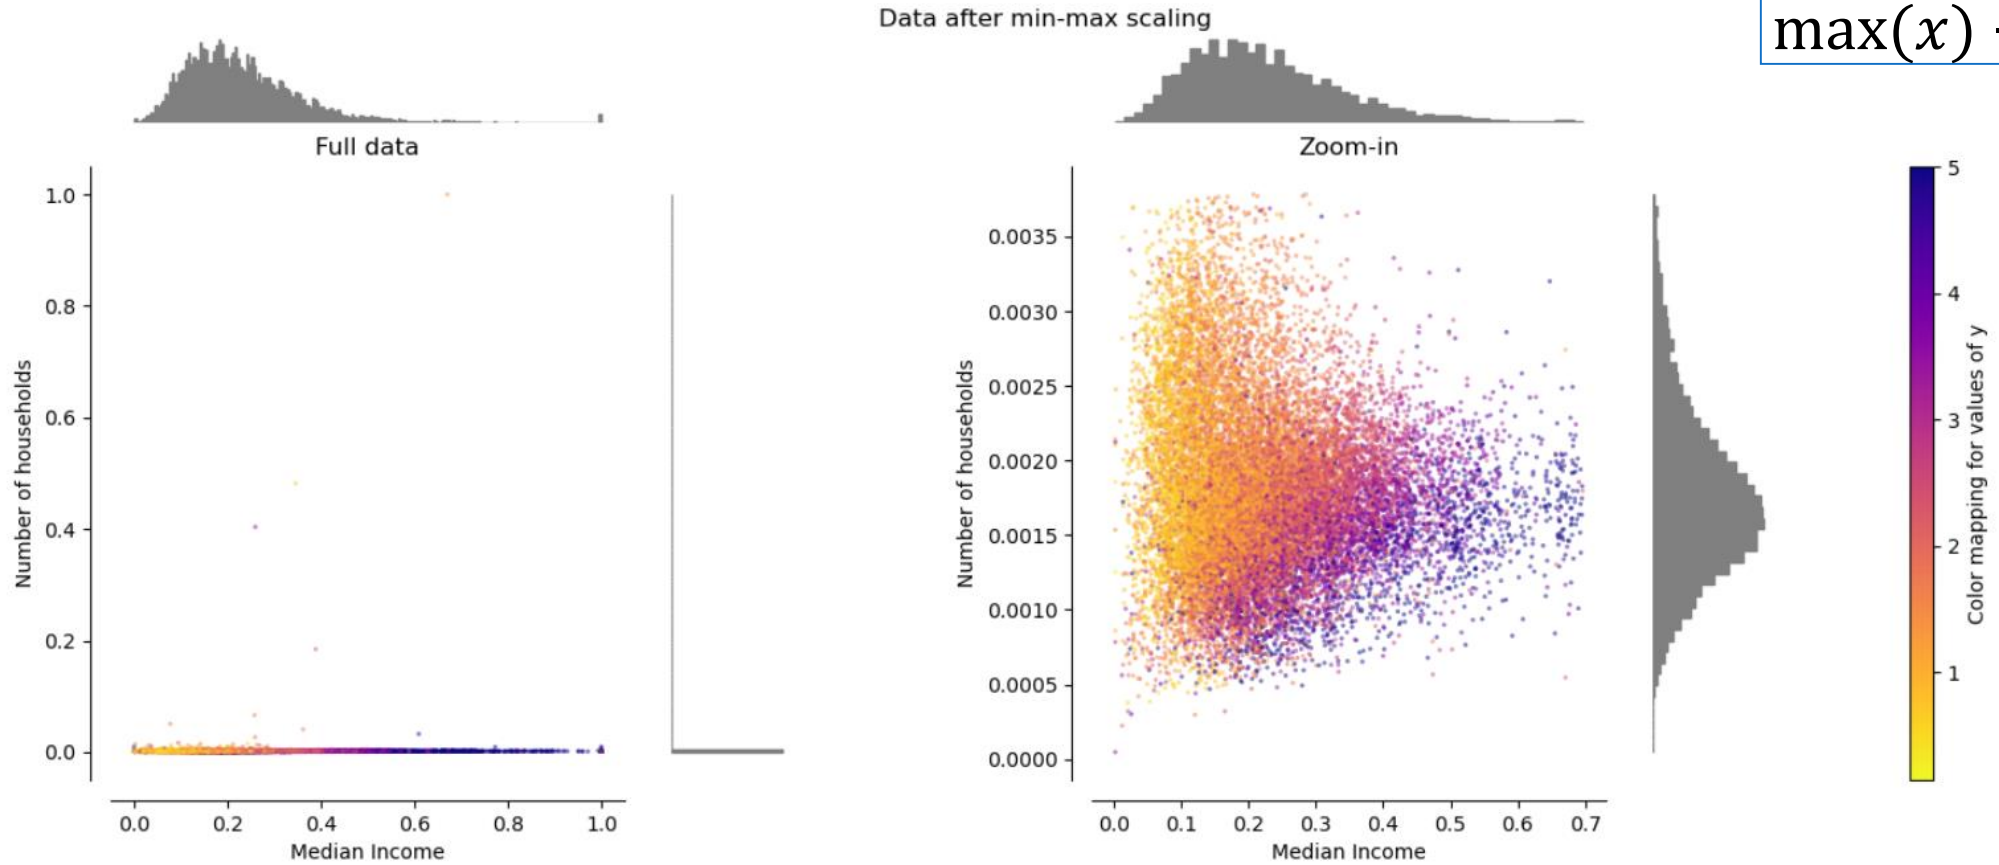 Data after min-max scaling
max(x)
Full data
1.0
0.8
0.6
0.4
0.2
0.0
Number of households
0.0 0.2 0.4 0.6 0.8 1.0
Median Income
Zoom-in
0.0035
0.0030
0.0025
0.0020
0.0015
0.0010
0.0005
0.0000
Number of households
0.0 0.1 0.2 0.3 0.4 0.5 0.6 0.7
Median Income
5
4
3
2
1
Color mapping for values of y